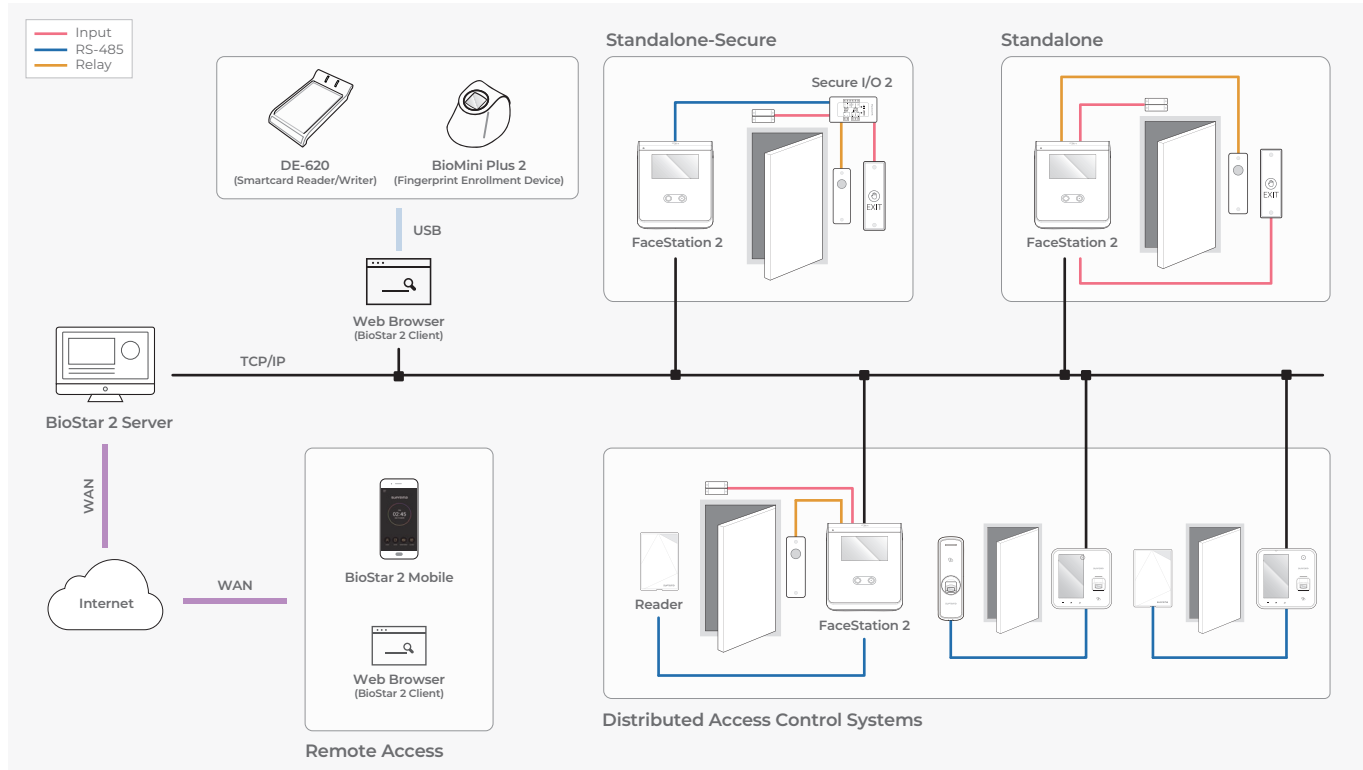 Input
RS-485
Relay
Standalone-Secure
Standalone
Secure I/O 2
DE-620
(Smartcard Reader/Writer)
BioMini Plus 2
(Fingerprint Enrollment Device)
EXIT
EXIT
FaceStation 2
FaceStation 2
USB
Web Browser
(BioStar 2 Client)
TCP/IP
BioStar 2 Server
WAN
02:45
BioStar 2 Mobile
WAN
Internet
Reader
FaceStation 2
Web Browser
(BioStar 2 Client)
Distributed Access Control Systems
Remote Access